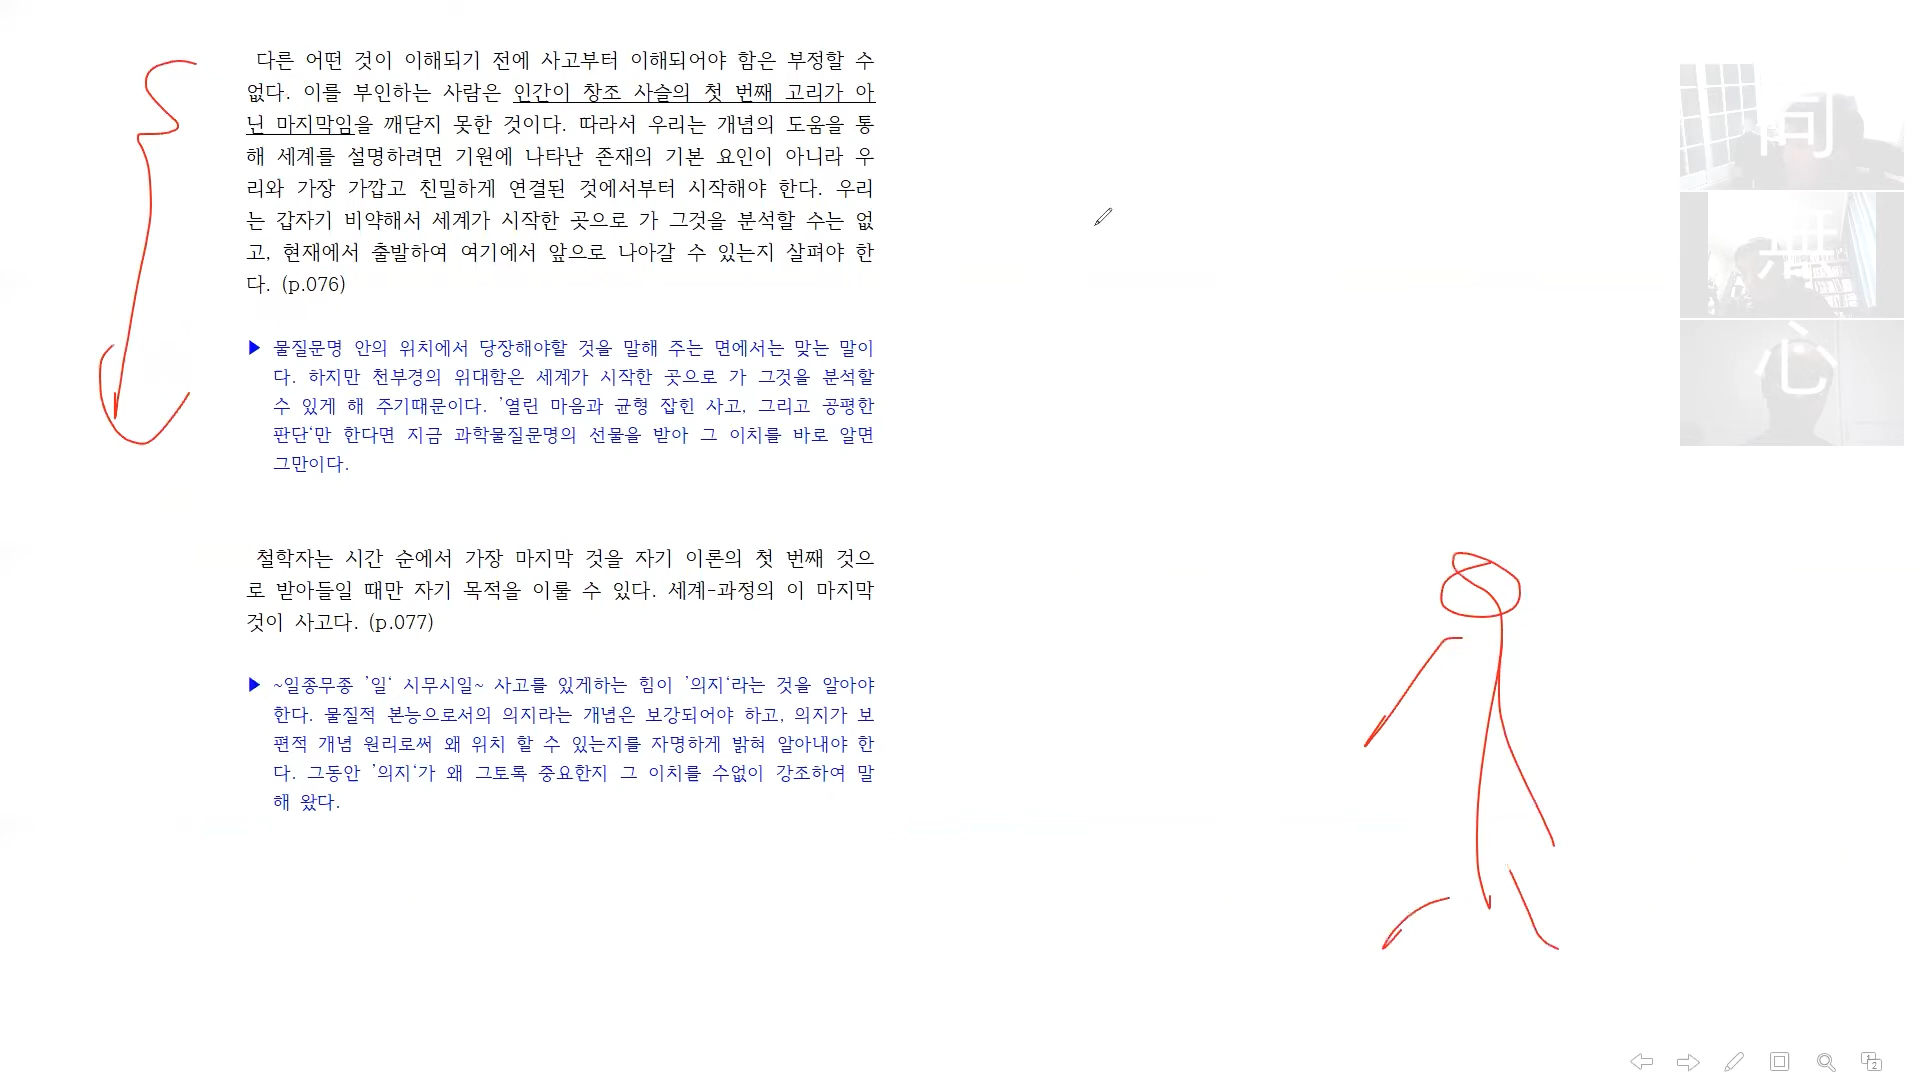 다른 어떤 것이 이해되기 전에 사고부터 이해되어야 함은 부정할 수
없다. 이를 부인하는 사람은 인간이 창조 사슬의 첫 번째 고리가 아
닌 마지막임을 깨닫지 못한 것이다. 따라서 우리는 개념의 도움을 통
해 세계를 설명하려면 기원에 나타난 존재의 기본 요인이 아니라 우
리와 가장 가깝고 친밀하게 연결된 것에서부터 시작해야 한다. 우리
는 갑자기 비약해서 세계가 시작한 곳으로 가 그것을 분석할 수는 없
고, 현재에서 출발하여 여기에서 앞으로 나아갈 수 있는지 살펴야 한
다. (p.076)
▶ 물질문명 안의 위치에서 당장해야할 것을 말해 주는 면에서는 맞는 말이
다. 하지만 천부경의 위대함은 세계가 시작한 곳으로 가 그것을 분석할
수 있게 해 주기때문이다. '열린 마음과 균형 잡힌 사고, 그리고 공평한
판단‘만 한다면 지금 과학물질문명의 선물을 받아 그 이치를 바로 알면
그만이다.
철학자는 시간 순에서 가장 마지막 것을 자기 이론의 첫 번째 것으
로 받아들일 때만 자기 목적을 이룰 수 있다. 세계-과정의 이 마지막
것이 사고다. (p.077)
▶ ~일종무종 '일‘ 시무시일~ 사고를 있게하는 힘이 '의지‘라는 것을 알아야
한다. 물질적 본능으로서의 의지라는 개념은 보강되어야 하고, 의지가 보
편적 개념 원리로써 왜 위치 할 수 있는지를 자명하게 밝혀 알아내야 한
다. 그동안 '의지‘가 왜 그토록 중요한지 그 이치를 수없이 강조하여 말
해 왔다.
問
無
心